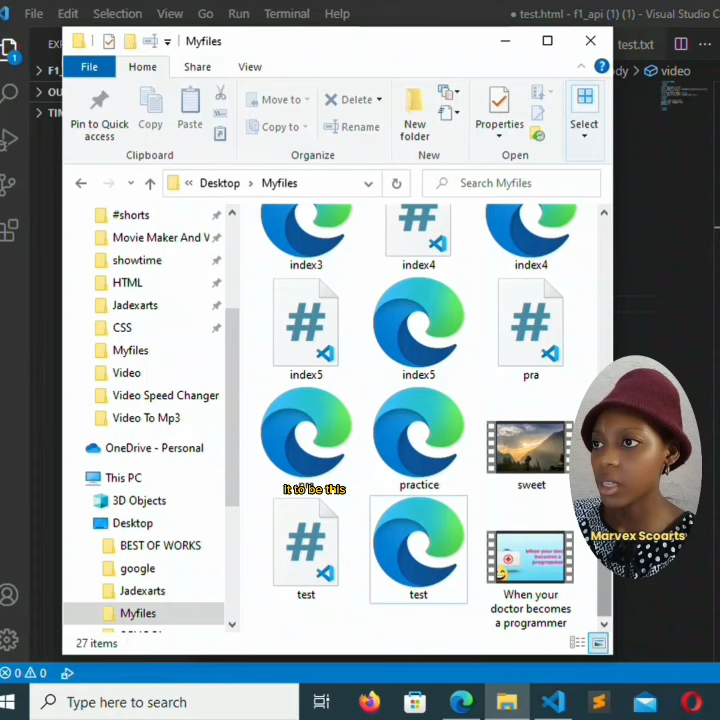 File Edit Selection View Go Run Terminal Help
test.html - f1_api (1) (1) - Visual Studio
test.txt
video
1
Myfiles
File Home Share View
Pin to Quick access
Copy
Paste
Clipboard
Move to
Copy to
Delete
Rename
Organize
New folder
New
Properties
Open
Select
Desktop > Myfiles
Search Myfiles
#shorts
Movie Maker And V
showtime
HTML
Jadexarts
CSS
Myfiles
Video
Video Speed Changer
Video To Mp3
OneDrive - Personal
This PC
3D Objects
Desktop
BEST OF WORKS
google
Jadexarts
Myfiles
index3
index4
index4
index5
index5
pra
it to be this
practice
sweet
Marvex Scoarts
test
test
When your
doctor becomes
a programmer
27 items
0 0
Type here to search